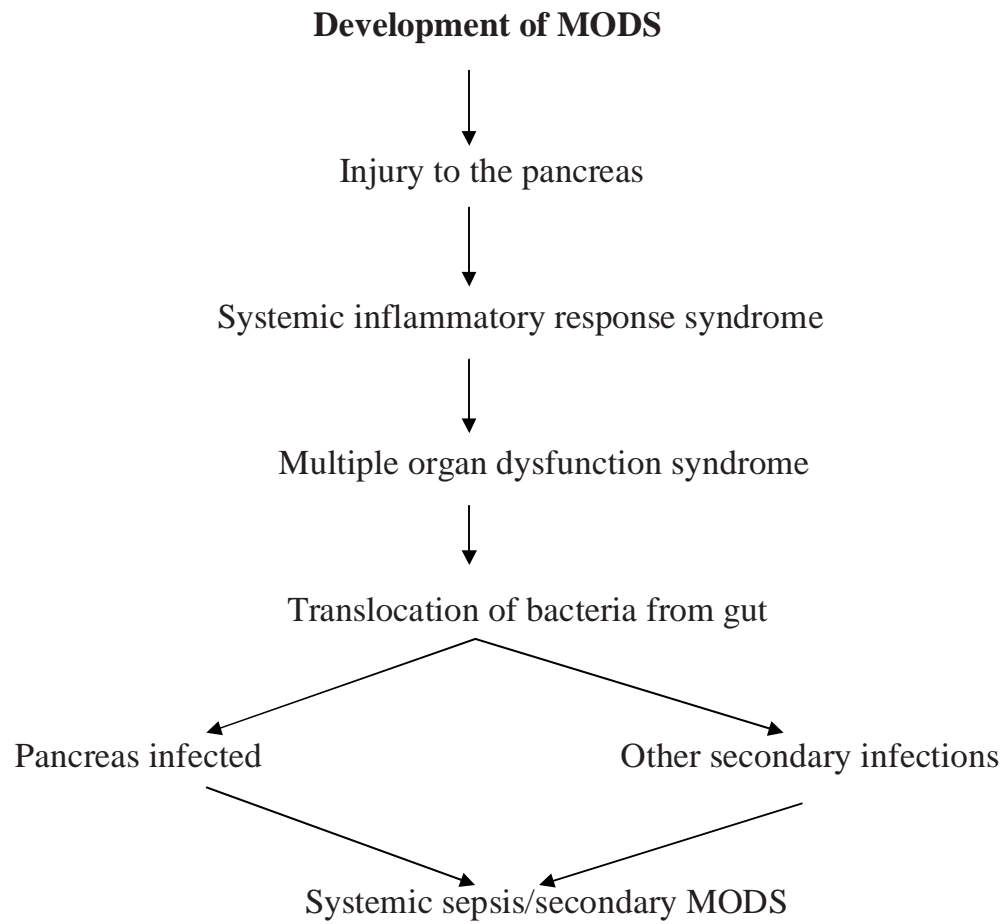 Development of MODS
Injury to the pancreas
Systemic inflammatory response syndrome
Multiple organ dysfunction syndrome
Translocation of bacteria from gut
Pancreas infected
Other secondary infections
Systemic sepsis/secondary MODS